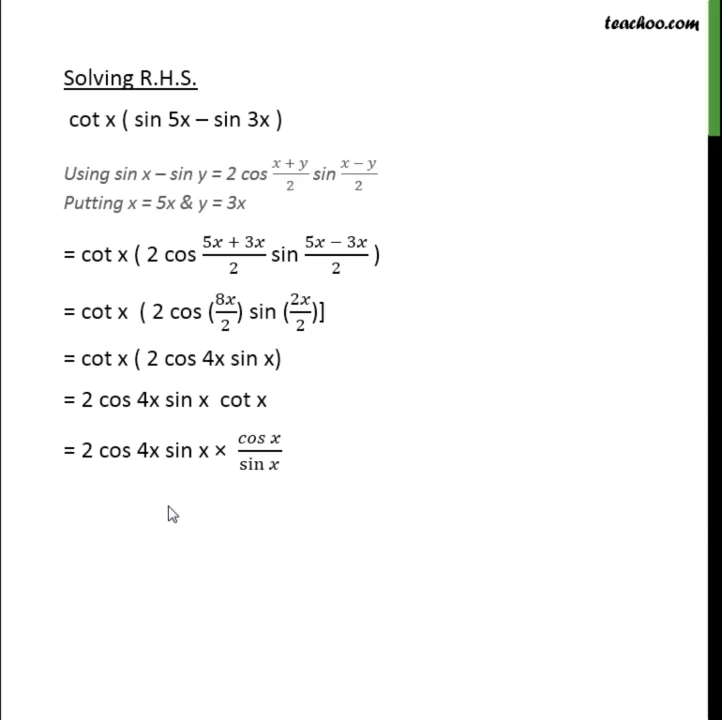 teachoo.com
Solving R.H.S.
cot x ( sin 5x – sin 3x )
Using sin x – sin y = 2 cos (x + y)/2 sin (x − y)/2
Putting x = 5x & y = 3x
= cot x ( 2 cos (5x + 3x)/2 sin (5x − 3x)/2 )
= cot x ( 2 cos (8x/2) sin (2x/2)]
= cot x ( 2 cos 4x sin x)
= 2 cos 4x sin x cot x
= 2 cos 4x sin x × cos x/sin x